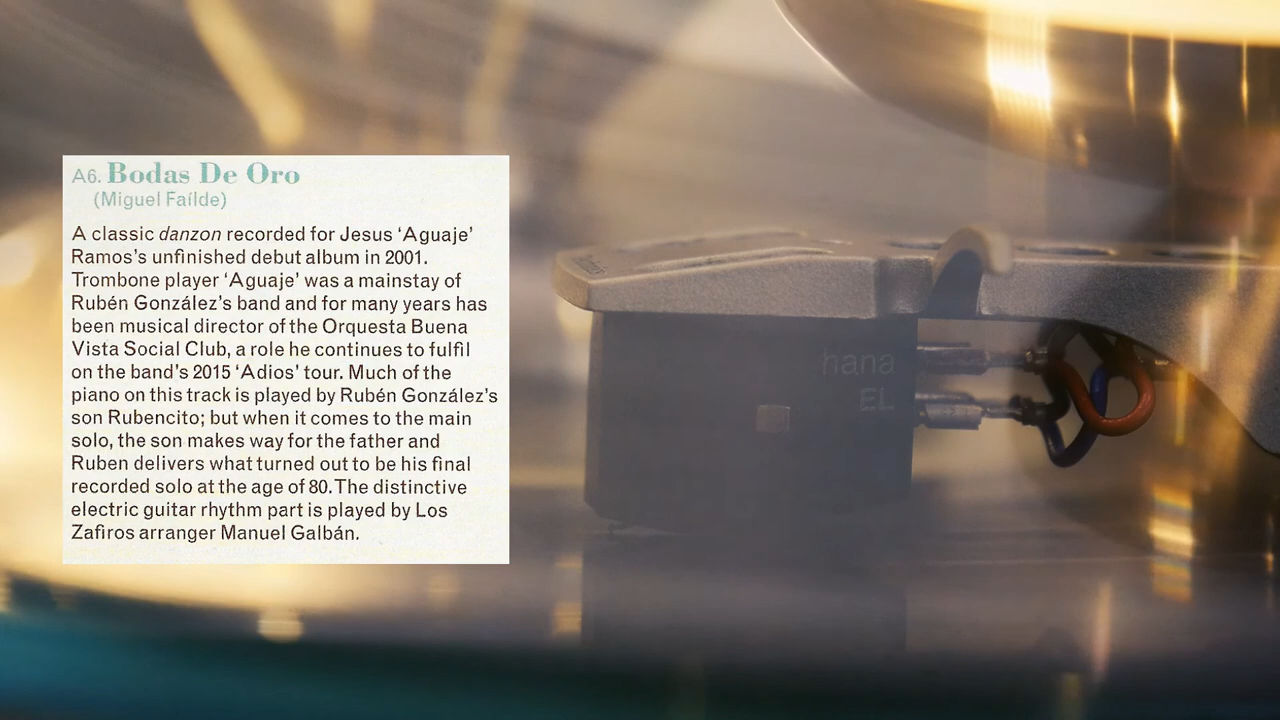 A6. Bodas De Oro
(Miguel Faílde)
A classic danzon recorded for Jesus ‘Aguaje’
Ramos’s unfinished debut album in 2001.
Trombone player ‘Aguaje’ was a mainstay of
Rubén González’s band and for many years has
been musical director of the Orquesta Buena
Vista Social Club, a role he continues to fulfil
on the band’s 2015 ‘Adios’ tour. Much of the
piano on this track is played by Rubén González’s
son Rubencito; but when it comes to the main
solo, the son makes way for the father and
Ruben delivers what turned out to be his final
recorded solo at the age of 80. The distinctive
electric guitar rhythm part is played by Los
Zafiros arranger Manuel Galbán.
hana
EL